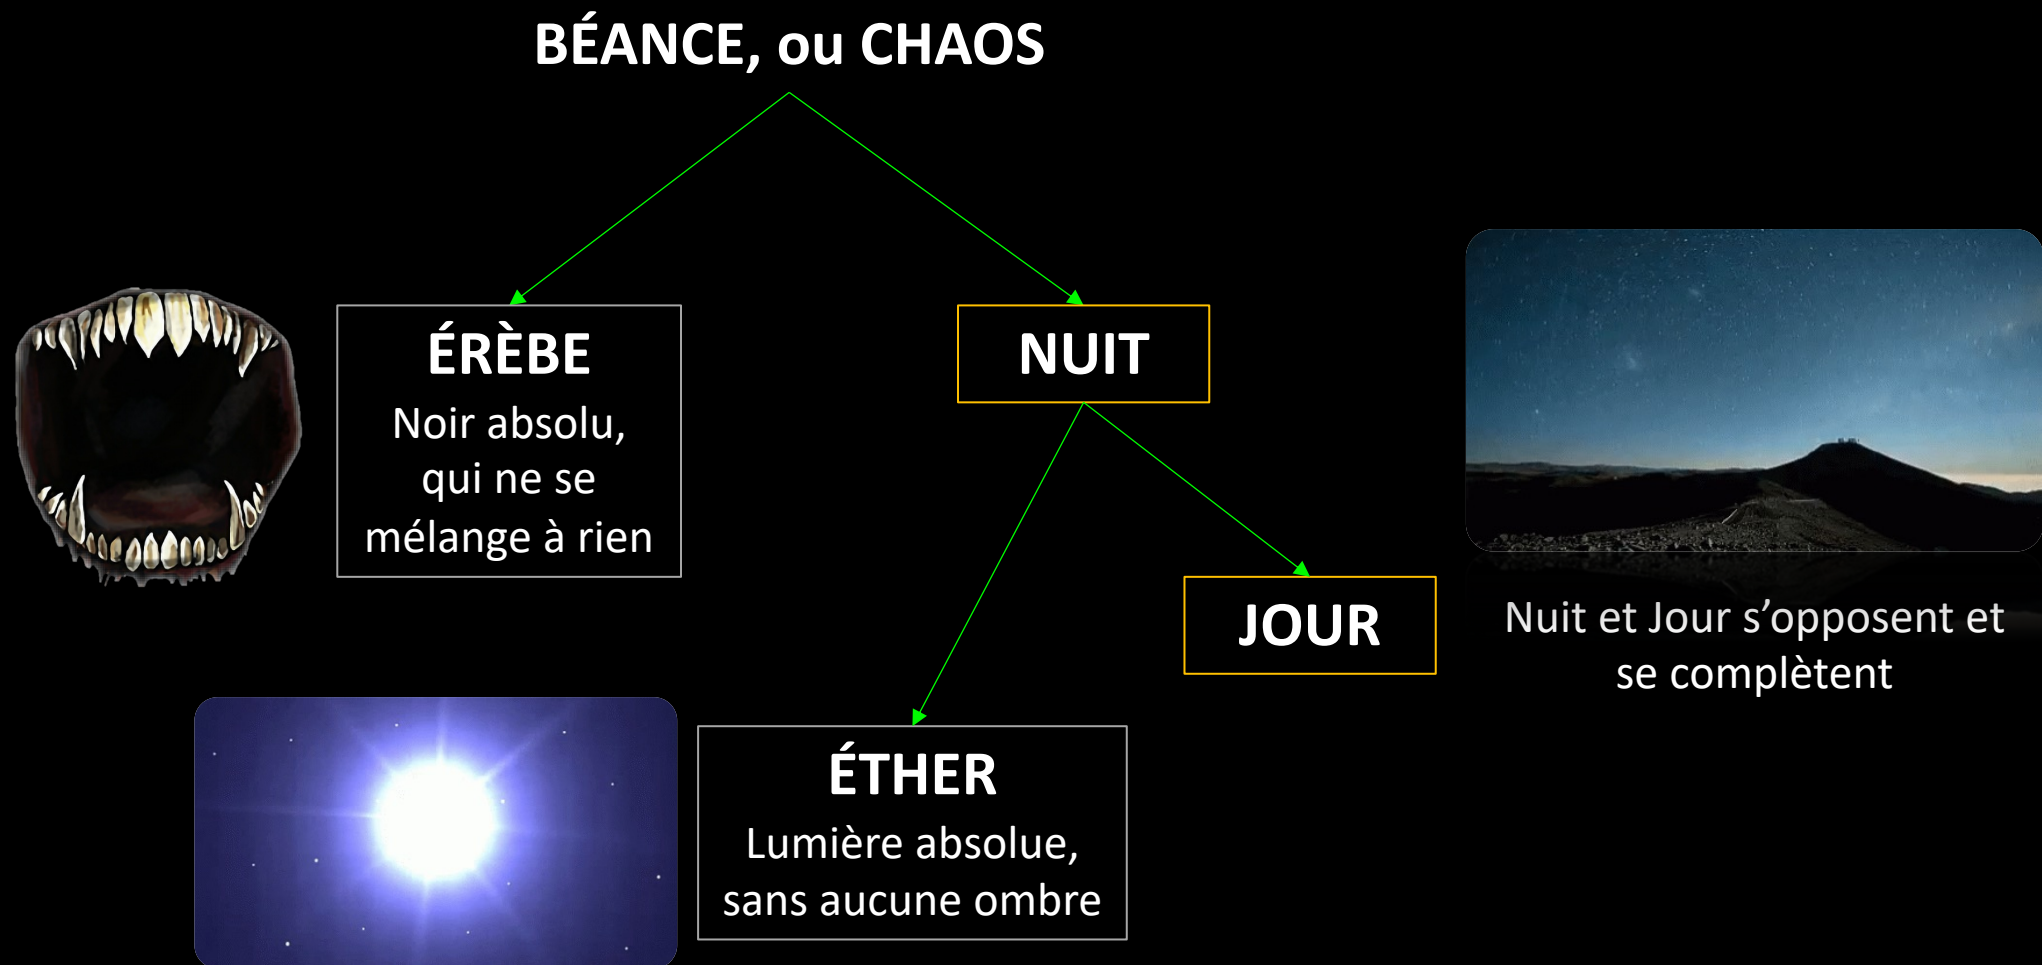 BÉANCE, ou CHAOS
ÉRÈBE
Noir absolu,
qui ne se
mélange à rien
NUIT
JOUR
Nuit et Jour s’opposent et
se complètent
ÉTHER
Lumière absolue,
sans aucune ombre